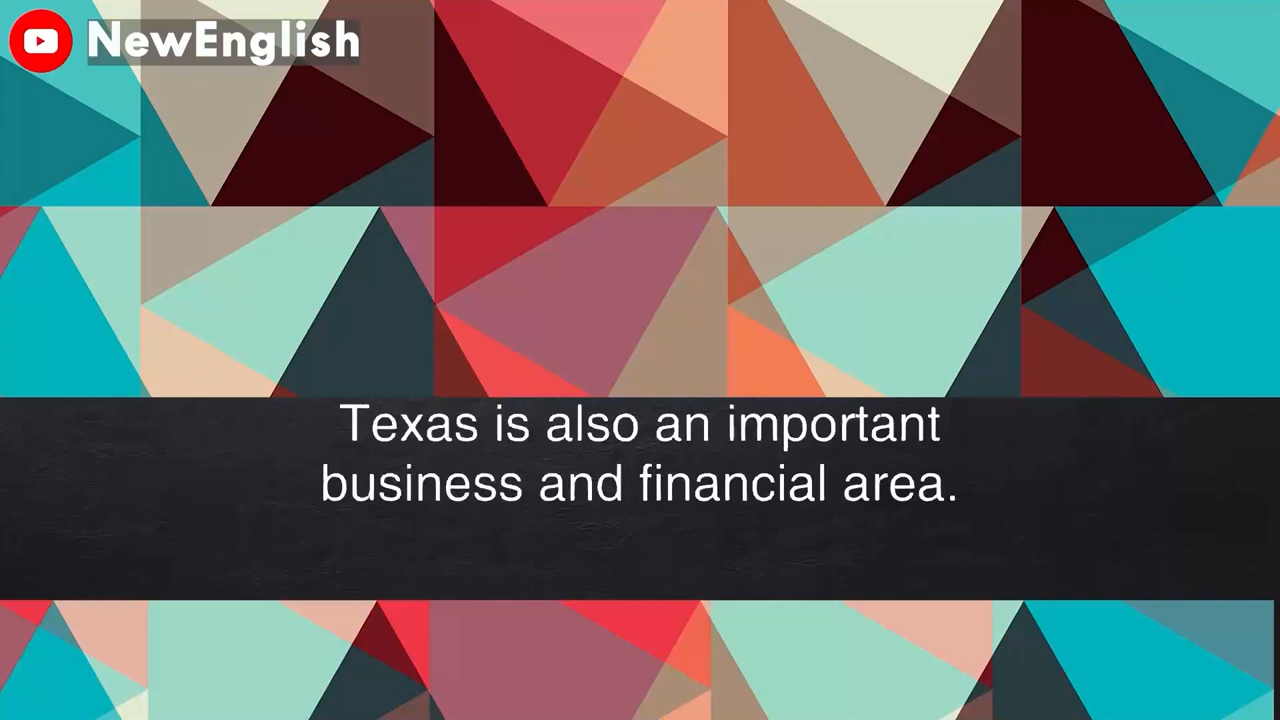 NewEnglish
Texas is also an important
business and financial area.